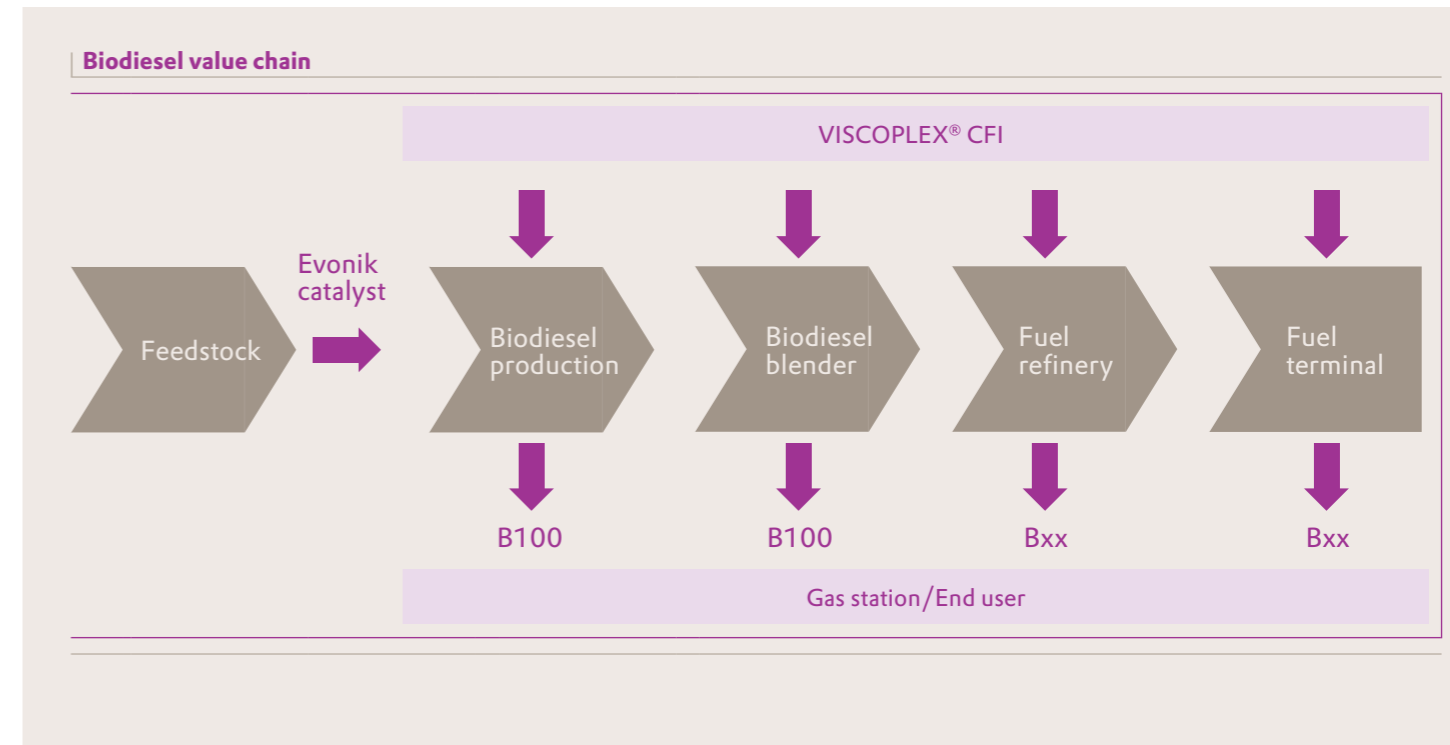 Biodiesel value chain
VISCOPLEX® CFI
Evonik
catalyst
Feedstock
Biodiesel
production
Biodiesel
blender
Fuel
refinery
Fuel
terminal
B100
B100
Bxx
Bxx
Gas station/End user